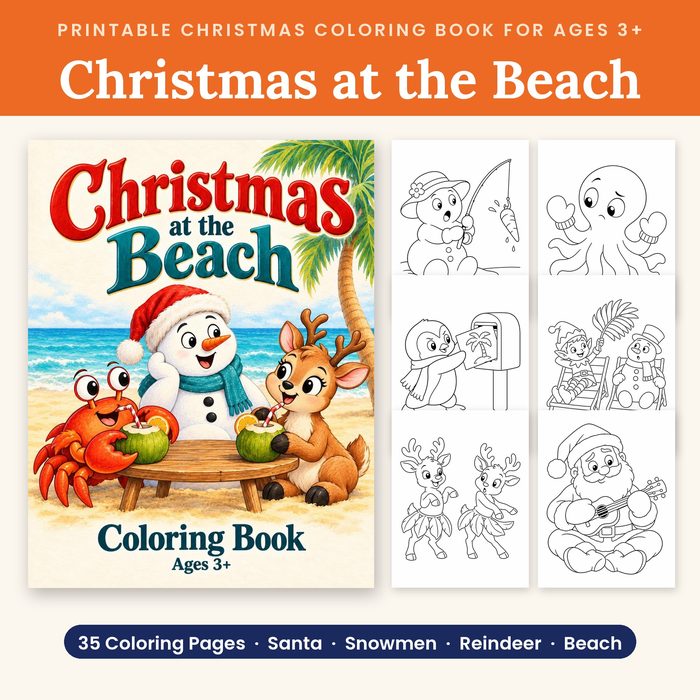 PRINTABLE CHRISTMAS COLORING BOOK FOR AGES 3+
Christmas at the Beach
Christmas
at the
Beach
Coloring Book
Ages 3+
35 Coloring Pages · Santa · Snowmen · Reindeer · Beach